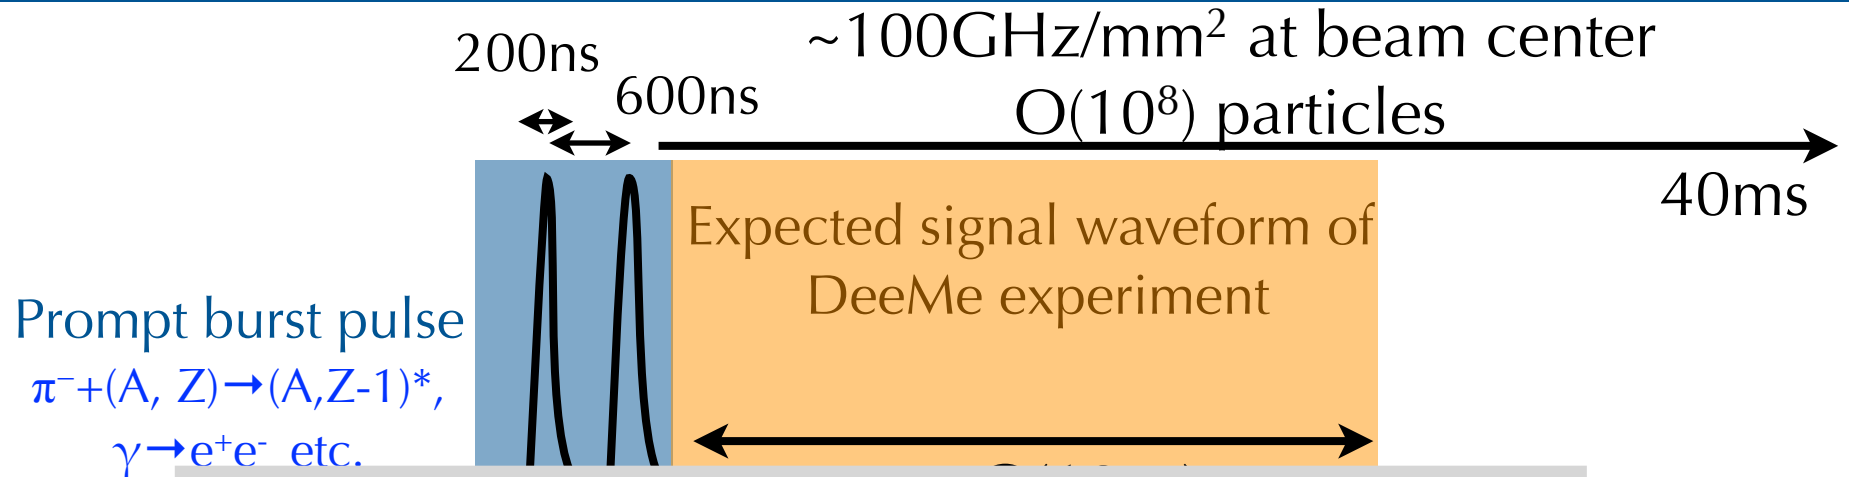 ~100GHz/mm² at beam center
200ns
600ns
O(10⁸) particles
40ms
Expected signal waveform of
DeeMe experiment
Prompt burst pulse
π⁻+(A, Z)→(A,Z-1)*,
γ→e⁺e⁻ etc.